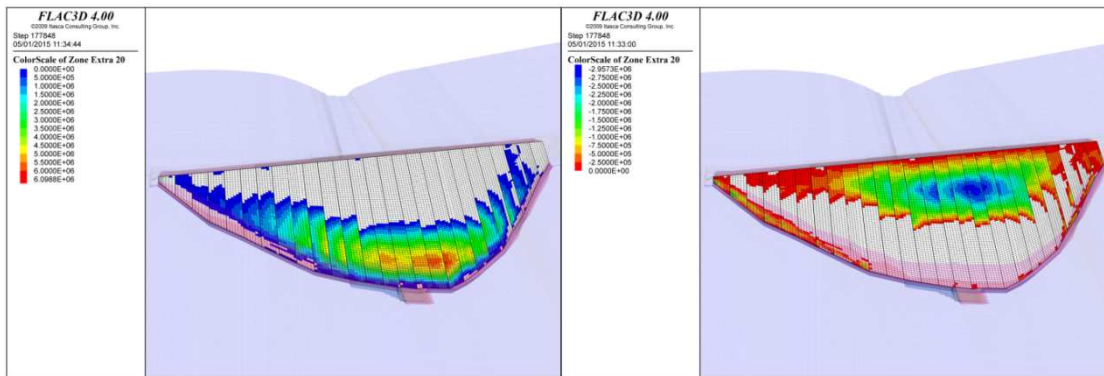 FLAC3D 4.00
©2009 Itasca Consulting Group, Inc.
Step 177848
05/01/2015 11:34:44
ColorScale of Zone Extra 20
0.0000E+00
5.0000E+05
1.0000E+06
1.5000E+06
2.0000E+06
2.5000E+06
3.0000E+06
3.5000E+06
4.0000E+06
4.5000E+06
5.0000E+06
5.5000E+06
6.0000E+06
6.0988E+06
FLAC3D 4.00
©2009 Itasca Consulting Group, Inc.
Step 177848
05/01/2015 11:33:00
ColorScale of Zone Extra 20
-2.9573E+06
-2.7500E+06
-2.5000E+06
-2.2500E+06
-2.0000E+06
-1.7500E+06
-1.5000E+06
-1.2500E+06
-1.0000E+06
-7.5000E+05
-5.0000E+05
-2.5000E+05
0.0000E+00